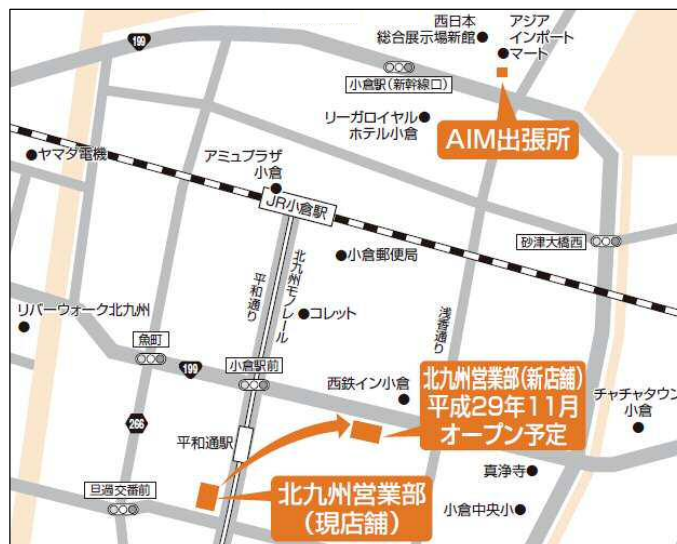 西日本
総合展示場新館
アジア
インポート
マート
199
小倉駅(新幹線口)
リーガロイヤル
ホテル小倉
AIM出張所
ヤマダ電機
アミュプラザ
小倉
JR小倉駅
砂津大橋西
小倉郵便局
平和通り
北九州モノレール
コレット
浅香通り
リバーウォーク北九州
魚町
199
小倉駅前
西鉄イン小倉
北九州営業部(新店舗)
平成29年11月
オープン予定
チャチャタウン
小倉
266
平和通駅
真浄寺
旦過交番前
北九州営業部
(現店舗)
小倉中央小